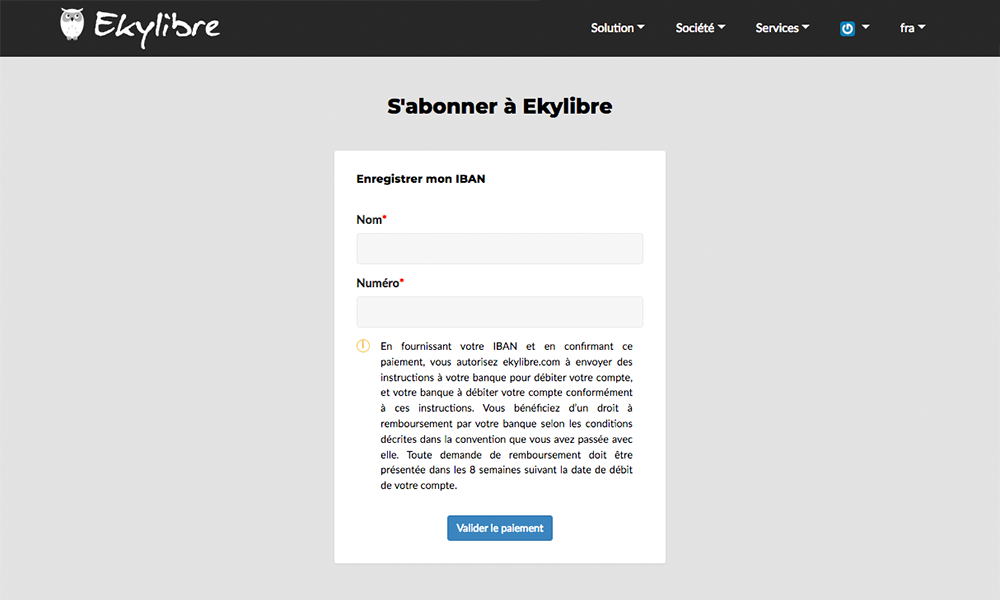 Ekylibre
Solution Société Services fra
S'abonner à Ekylibre
Enregistrer mon IBAN
Nom*
Numéro*
En fournissant votre IBAN et en confirmant ce
paiement, vous autorisez ekylibre.com à envoyer des
instructions à votre banque pour débiter votre compte,
et votre banque à débiter votre compte conformément
à ces instructions. Vous bénéficiez d'un droit à
remboursement par votre banque selon les conditions
décrites dans la convention que vous avez passée avec
elle. Toute demande de remboursement doit être
présentée dans les 8 semaines suivant la date de débit
de votre compte.
Valider le paiement